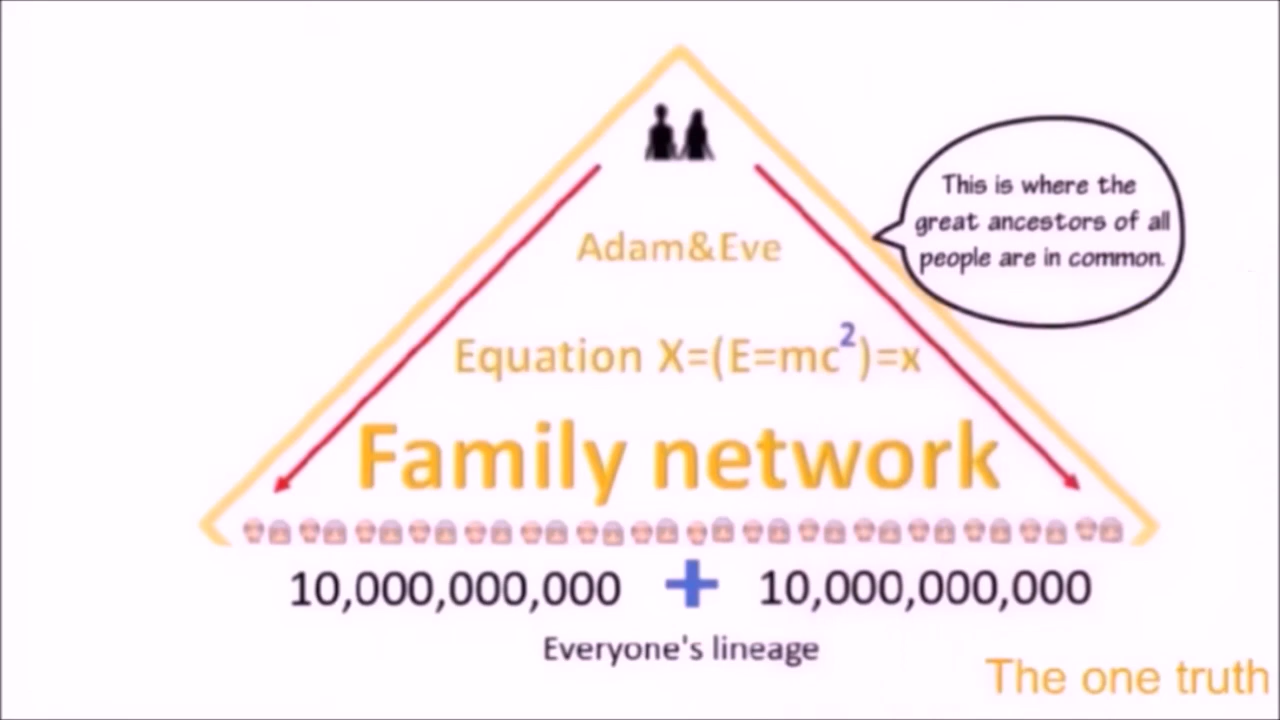 This is where the
great ancestors of all
people are in common.
Adam&Eve
Equation X=(E=mc²)=x
Family network
10,000,000,000 + 10,000,000,000
Everyone's lineage
The one truth